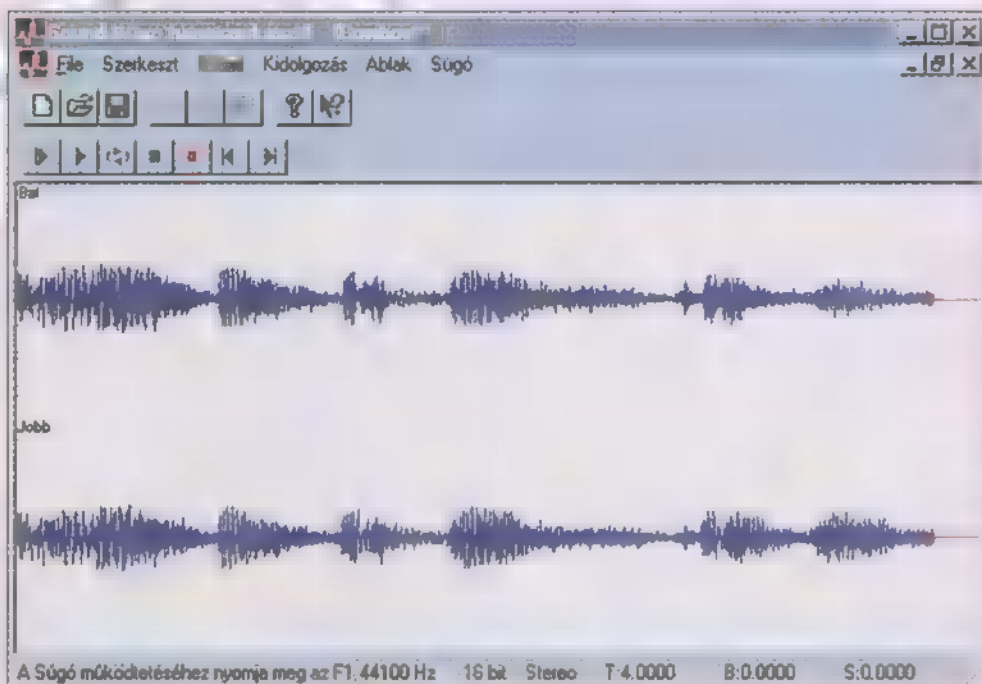 File Szerkeszt Kidolgozás Ablak Súgó
Bal
Jobb
A Súgó működtetéséhez nyomja meg az F1, 44100 Hz 16 bit Stereo T:4.0000 B:0.0000 S:0.0000